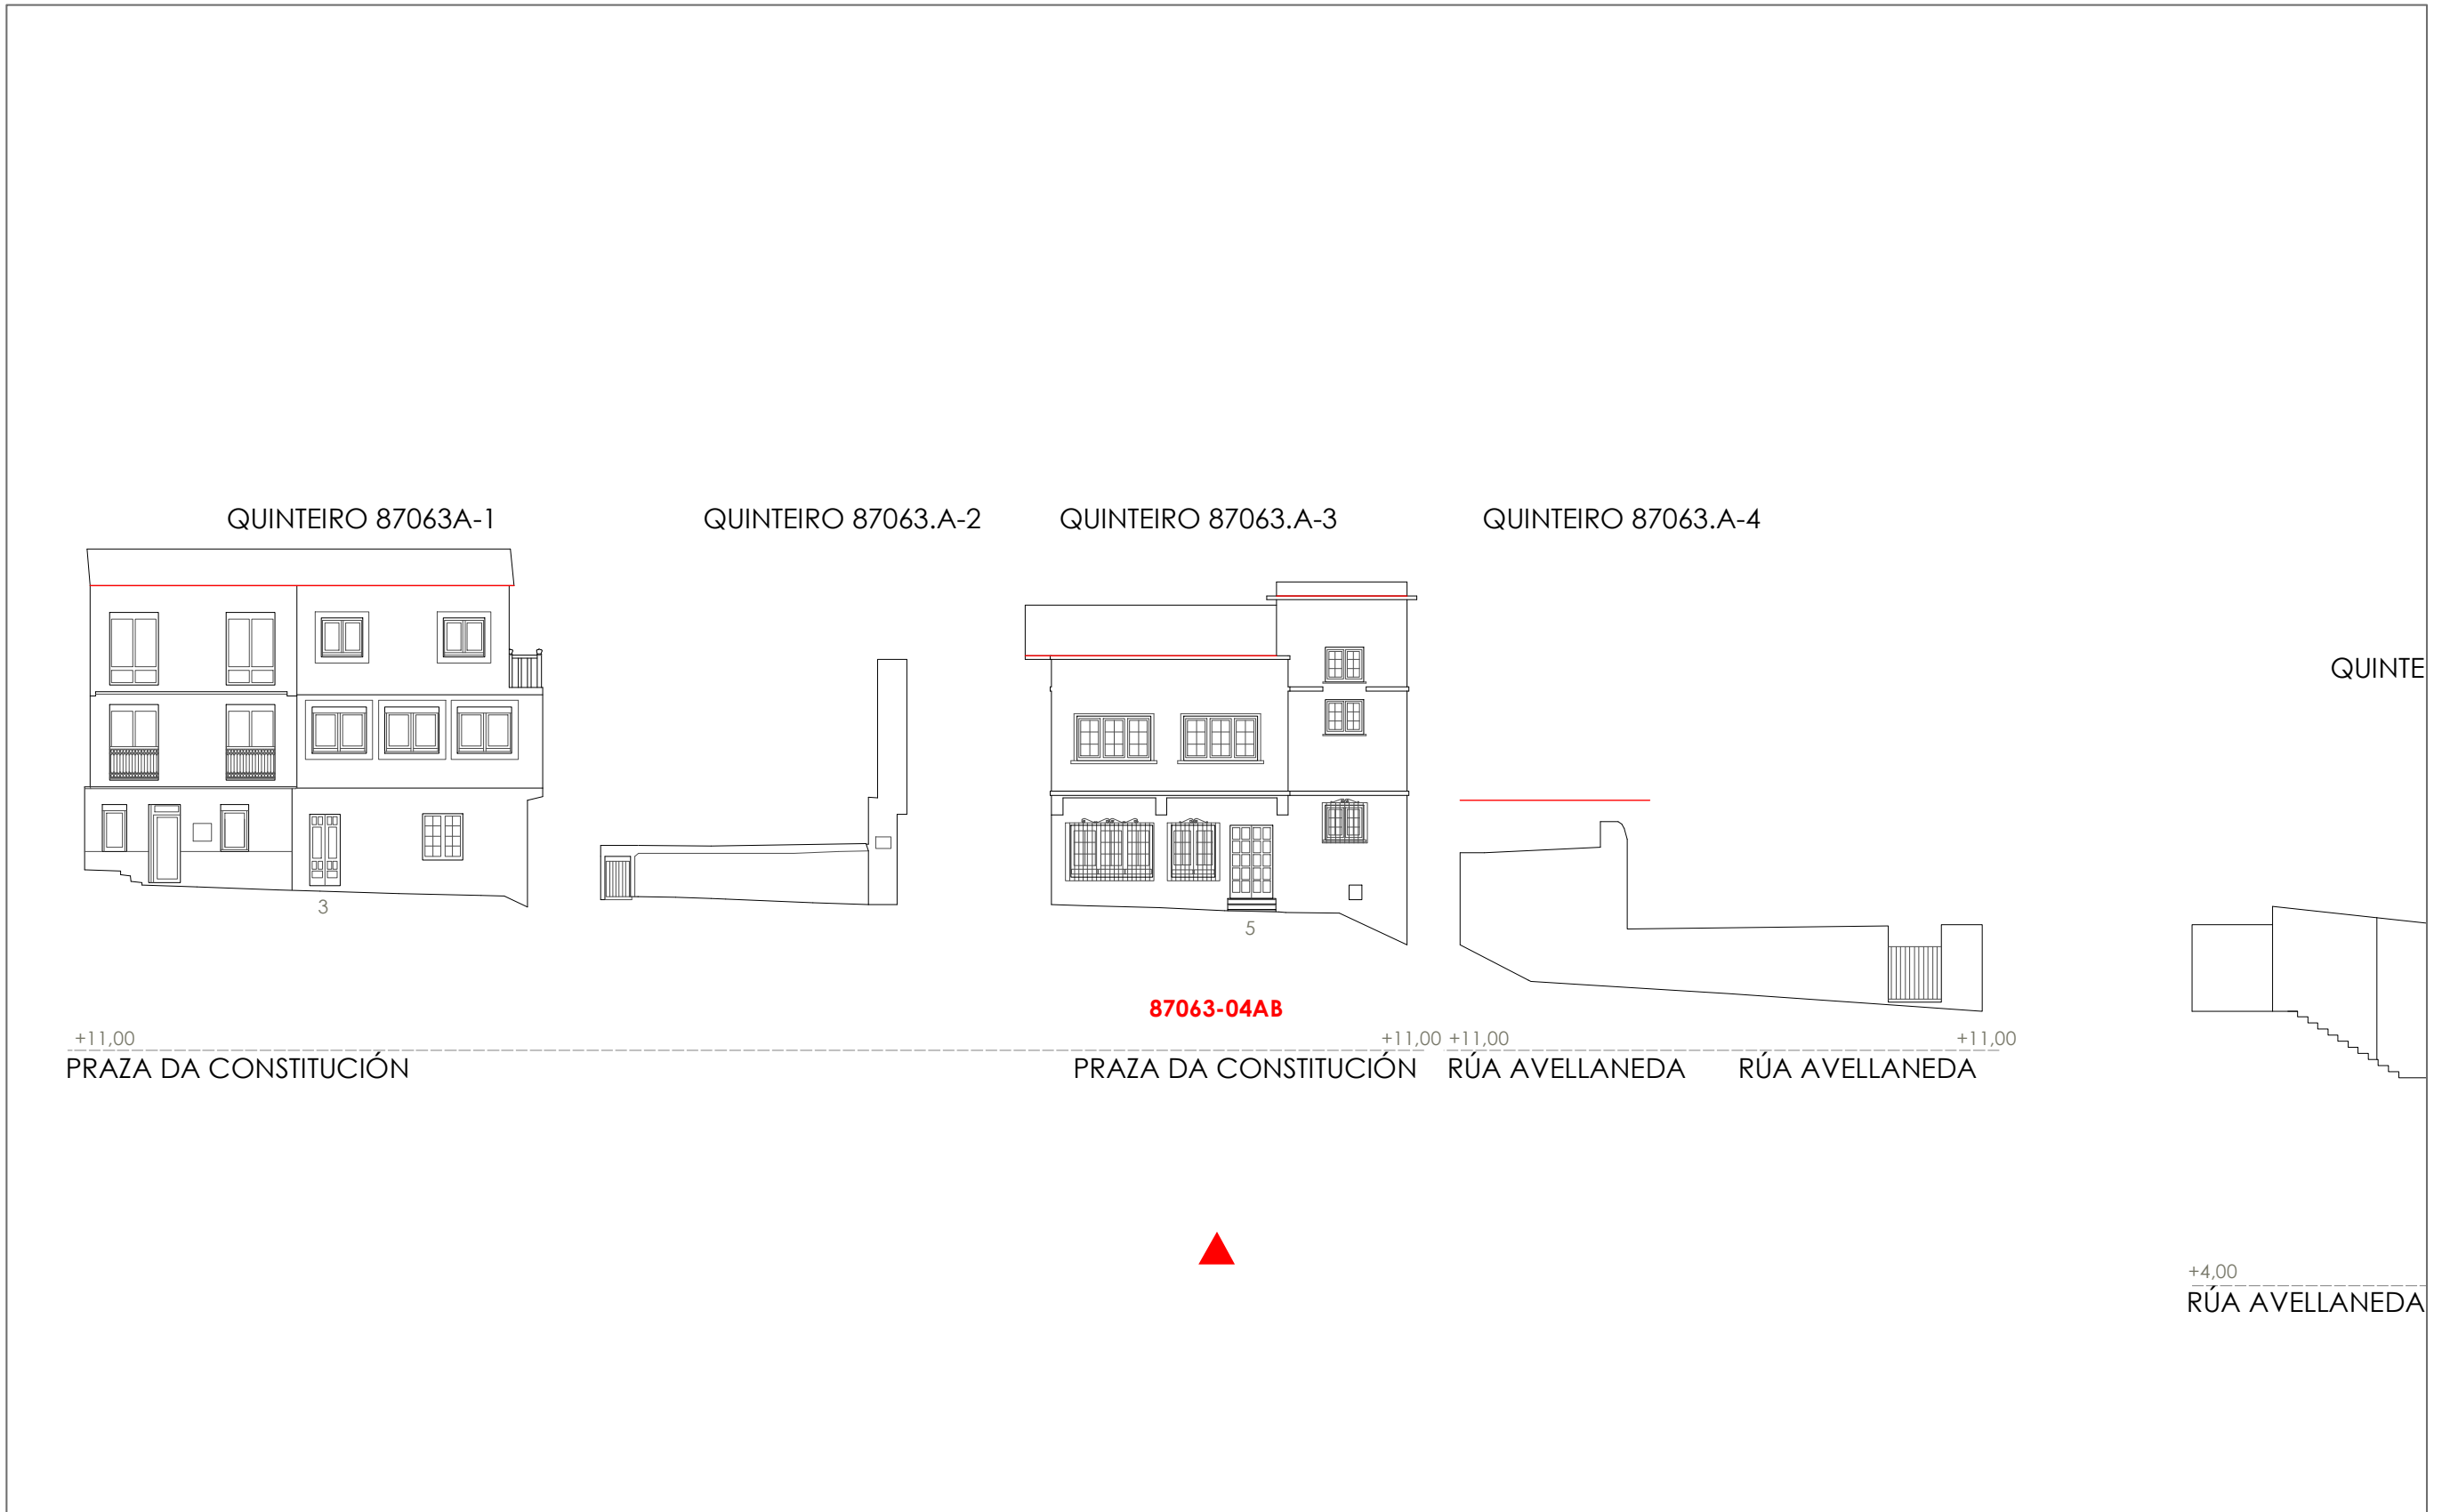 QUINTEIRO 87063A-1
QUINTEIRO 87063.A-2
QUINTEIRO 87063.A-3
QUINTEIRO 87063.A-4
QUINTE
3
5
87063-04AB
+11,00
+11,00
+11,00
+11,00
PRAZA DA CONSTITUCIÓN
PRAZA DA CONSTITUCIÓN
RÚA AVELLANEDA
RÚA AVELLANEDA
+4,00
RÚA AVELLANEDA